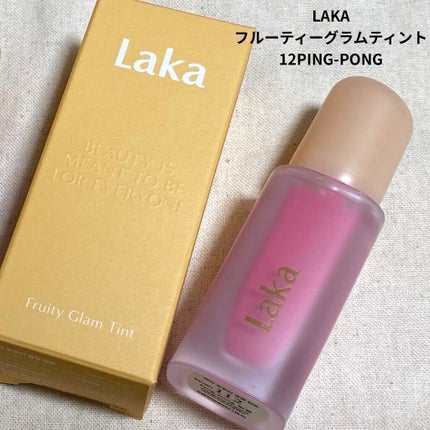 LAKA
フルーティーグラムティント
12PING-PONG
Laka
BEAUTY IS
MEANT TO BE
FOR EVERYONE
Fruity Glam Tint
Laka
112